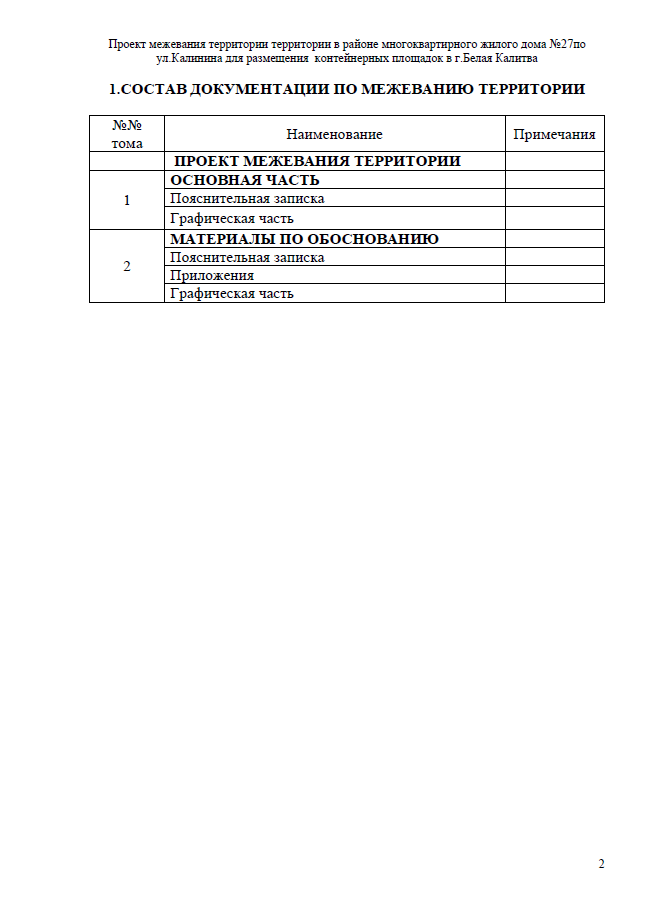 Проект межевания территории территории в районе многоквартирного жилого дома №27по
ул.Калинина для размещения контейнерных площадок в г.Белая Калитва
1.СОСТАВ ДОКУМЕНТАЦИИ ПО МЕЖЕВАНИЮ ТЕРРИТОРИИ
№№
тома
Наименование
Примечания
ПРОЕКТ МЕЖЕВАНИЯ ТЕРРИТОРИИ
1
ОСНОВНАЯ ЧАСТЬ
Пояснительная записка
Графическая часть
2
МАТЕРИАЛЫ ПО ОБОСНОВАНИЮ
Пояснительная записка
Приложения
Графическая часть
2